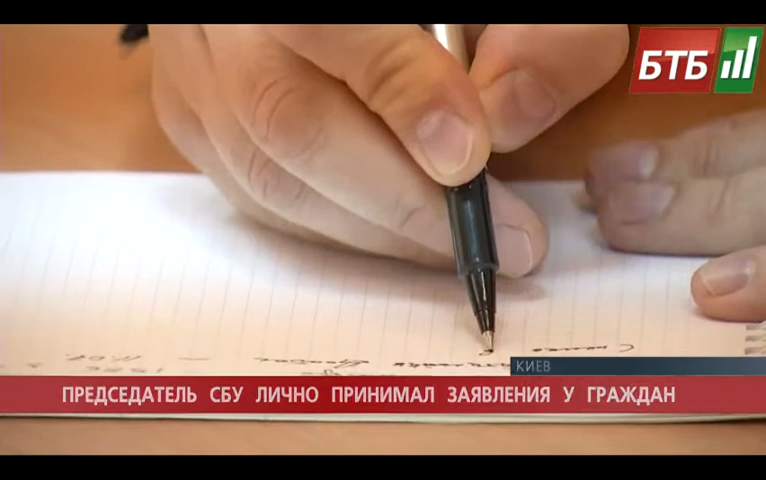 БТБ
КИЕВ
ПРЕДСЕДАТЕЛЬ СБУ ЛИЧНО ПРИНИМАЛ ЗАЯВЛЕНИЯ У ГРАЖДАН